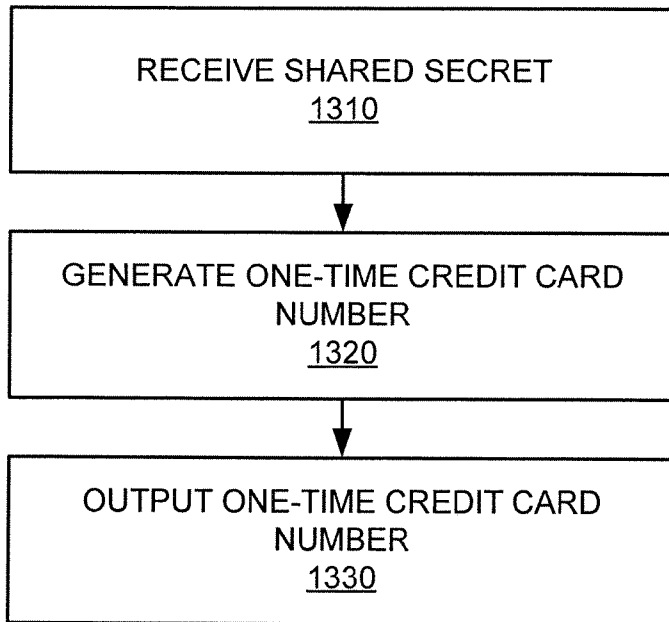 RECEIVE SHARED SECRET
1310
GENERATE ONE-TIME CREDIT CARD
NUMBER
1320
OUTPUT ONE-TIME CREDIT CARD
NUMBER
1330